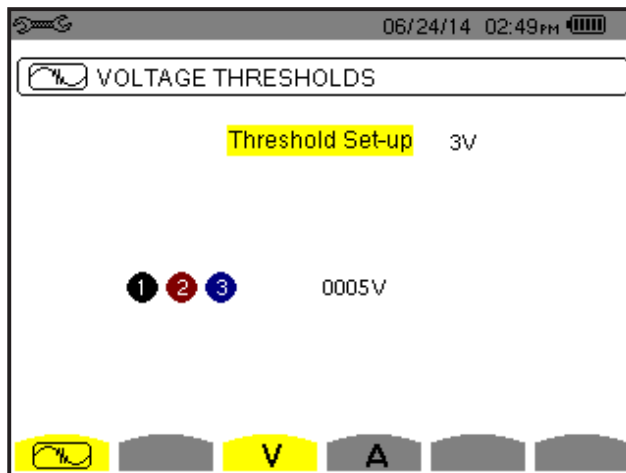 06/24/14 02:49PM
VOLTAGE THRESHOLDS
Threshold Set-up 3V
1 2 3 0005V
V A